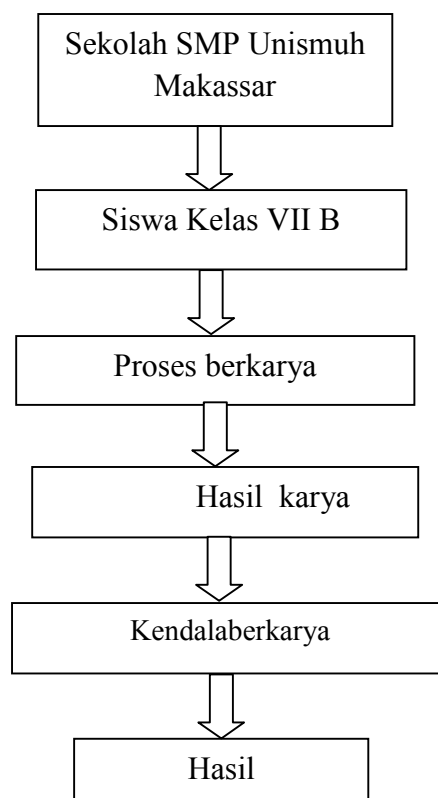 Sekolah SMP Unismuh
Makassar
Siswa Kelas VII B
Proses berkarya
Hasil karya
Kendalaberkarya
Hasil